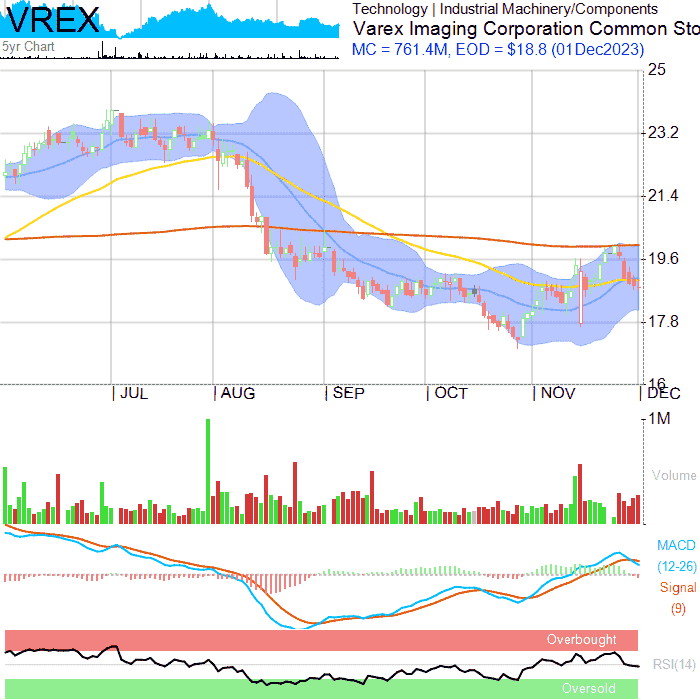 VREX
5yr Chart
Technology | Industrial Machinery/Components
Varex Imaging Corporation Common Sto
MC = 761.4M, EOD = $18.8 (01Dec2023)
25
23.2
21.4
19.6
17.8
16
JUL AUG SEP OCT NOV DEC
1M
Volume
MACD
(12-26)
Signal
(9)
Overbought
RSI(14)
Oversold